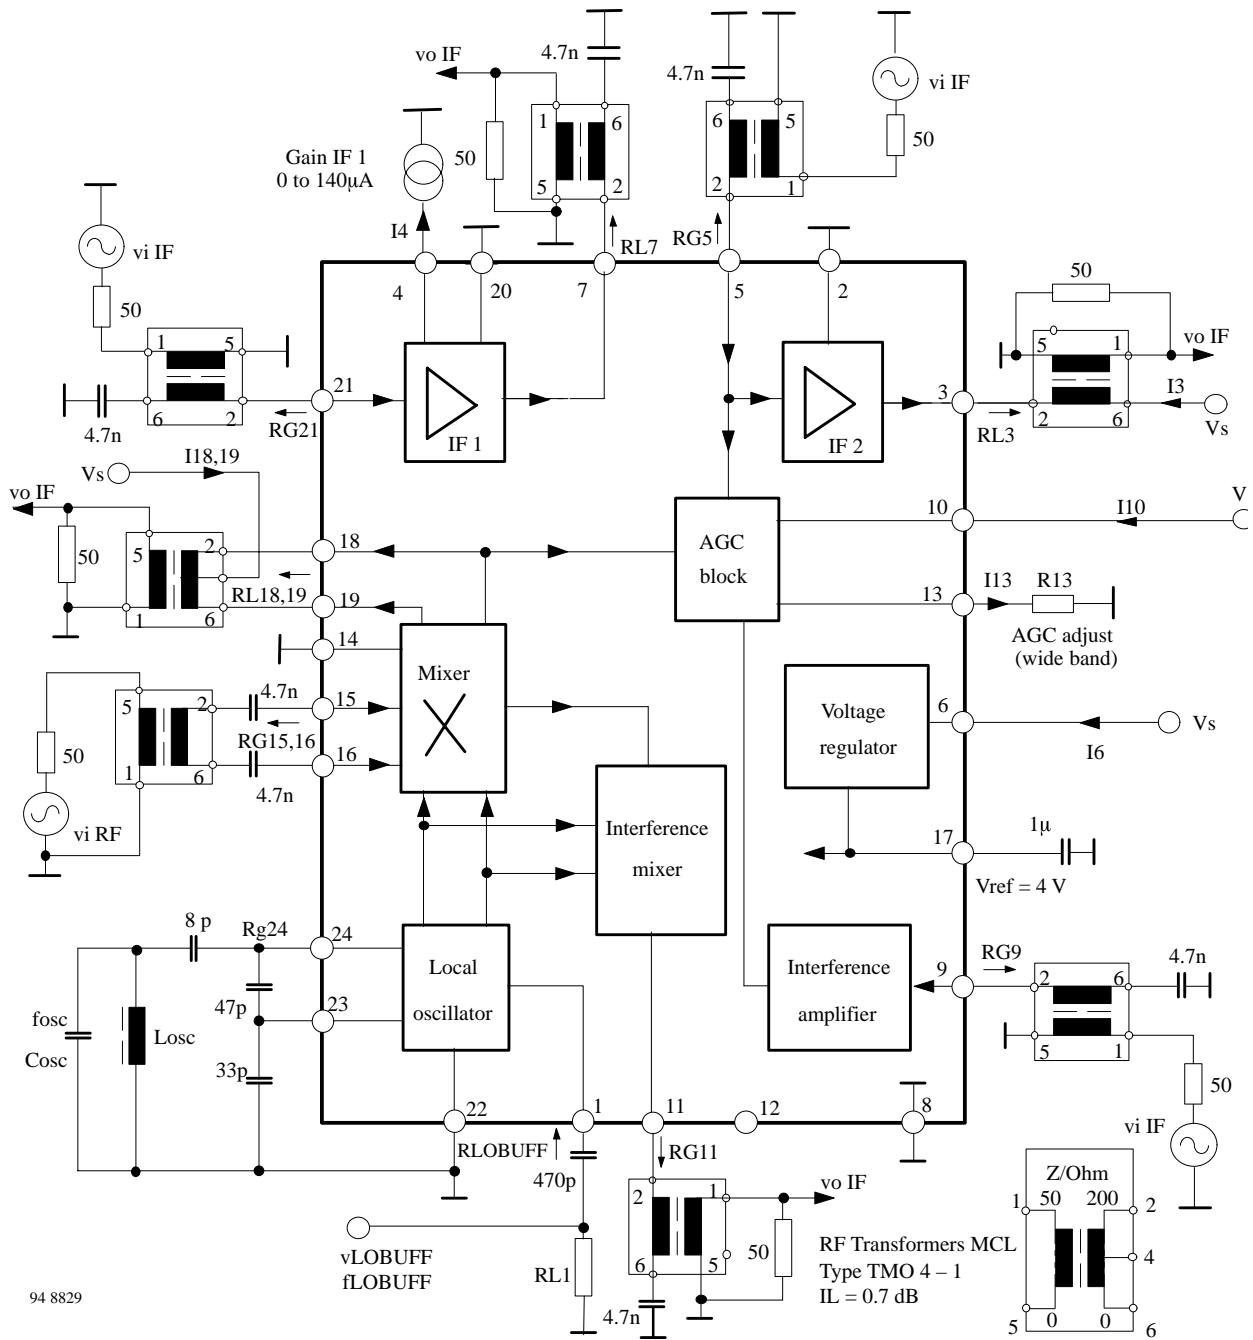 4.7n
vo IF
4.7n
vi IF
1
6
6
5
50
50
Gain IF 1
0 to 140µA
5
2
2
1
I4
RL7
RG5
vi IF
50
4
20
7
5
2
50
1
5
6
2
4.7n
21
RG21
IF 1
IF 2
3
RL3
5
1
vo IF
2
6
I3
Vs
I18,19
Vs
vo IF
50
5
2
1
6
18
RL18,19
19
AGC
block
10
I10
V
13
I13
R13
AGC adjust
(wide band)
14
Mixer
4.7n
15
5
2
50
RG15,16
1
6
16
4.7n
vi RF
Voltage
regulator
6
I6
Vs
Interference
mixer
17
1µ
Vref = 4 V
8 p
Rg24
24
47p
23
fosc
Cosc
Losc
33p
Local
oscillator
Interference
amplifier
9
RG9
4.7n
2
6
5
1
50
vi IF
22
1
11
12
8
RLOBUFF
470p
RG11
vo IF
2
1
6
5
50
4.7n
vLOBUFF
fLOBUFF
RL1
RF Transformers MCL
Type TMO 4 – 1
IL = 0.7 dB
Z/Ohm
1
50
200
2
4
5
0
0
6
94 8829